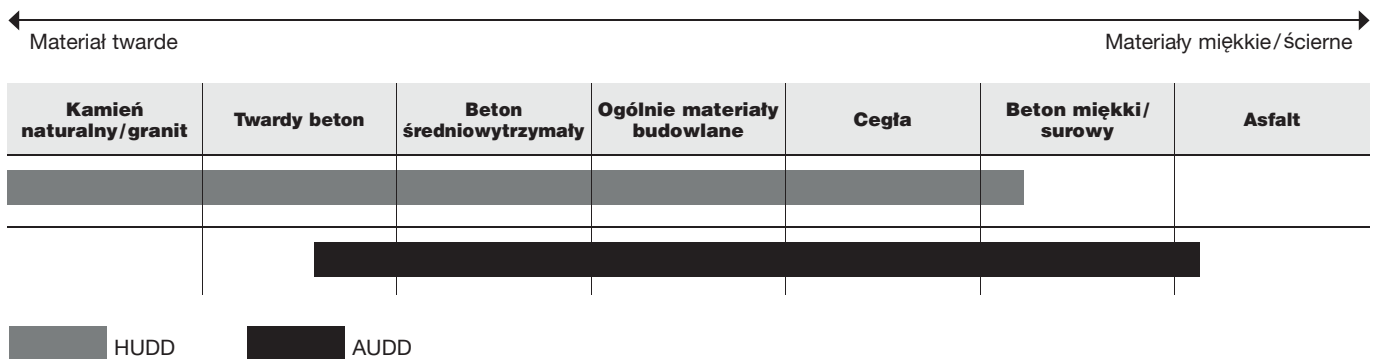 Materiał twarde
Materiały miękkie/ścierne
Kamień
naturalny/granit
Twardy beton
Beton
średniowytrzymały
Ogólnie materiały
budowlane
Cegła
Beton miękki/
surowy
Asfalt
HUDD
AUDD